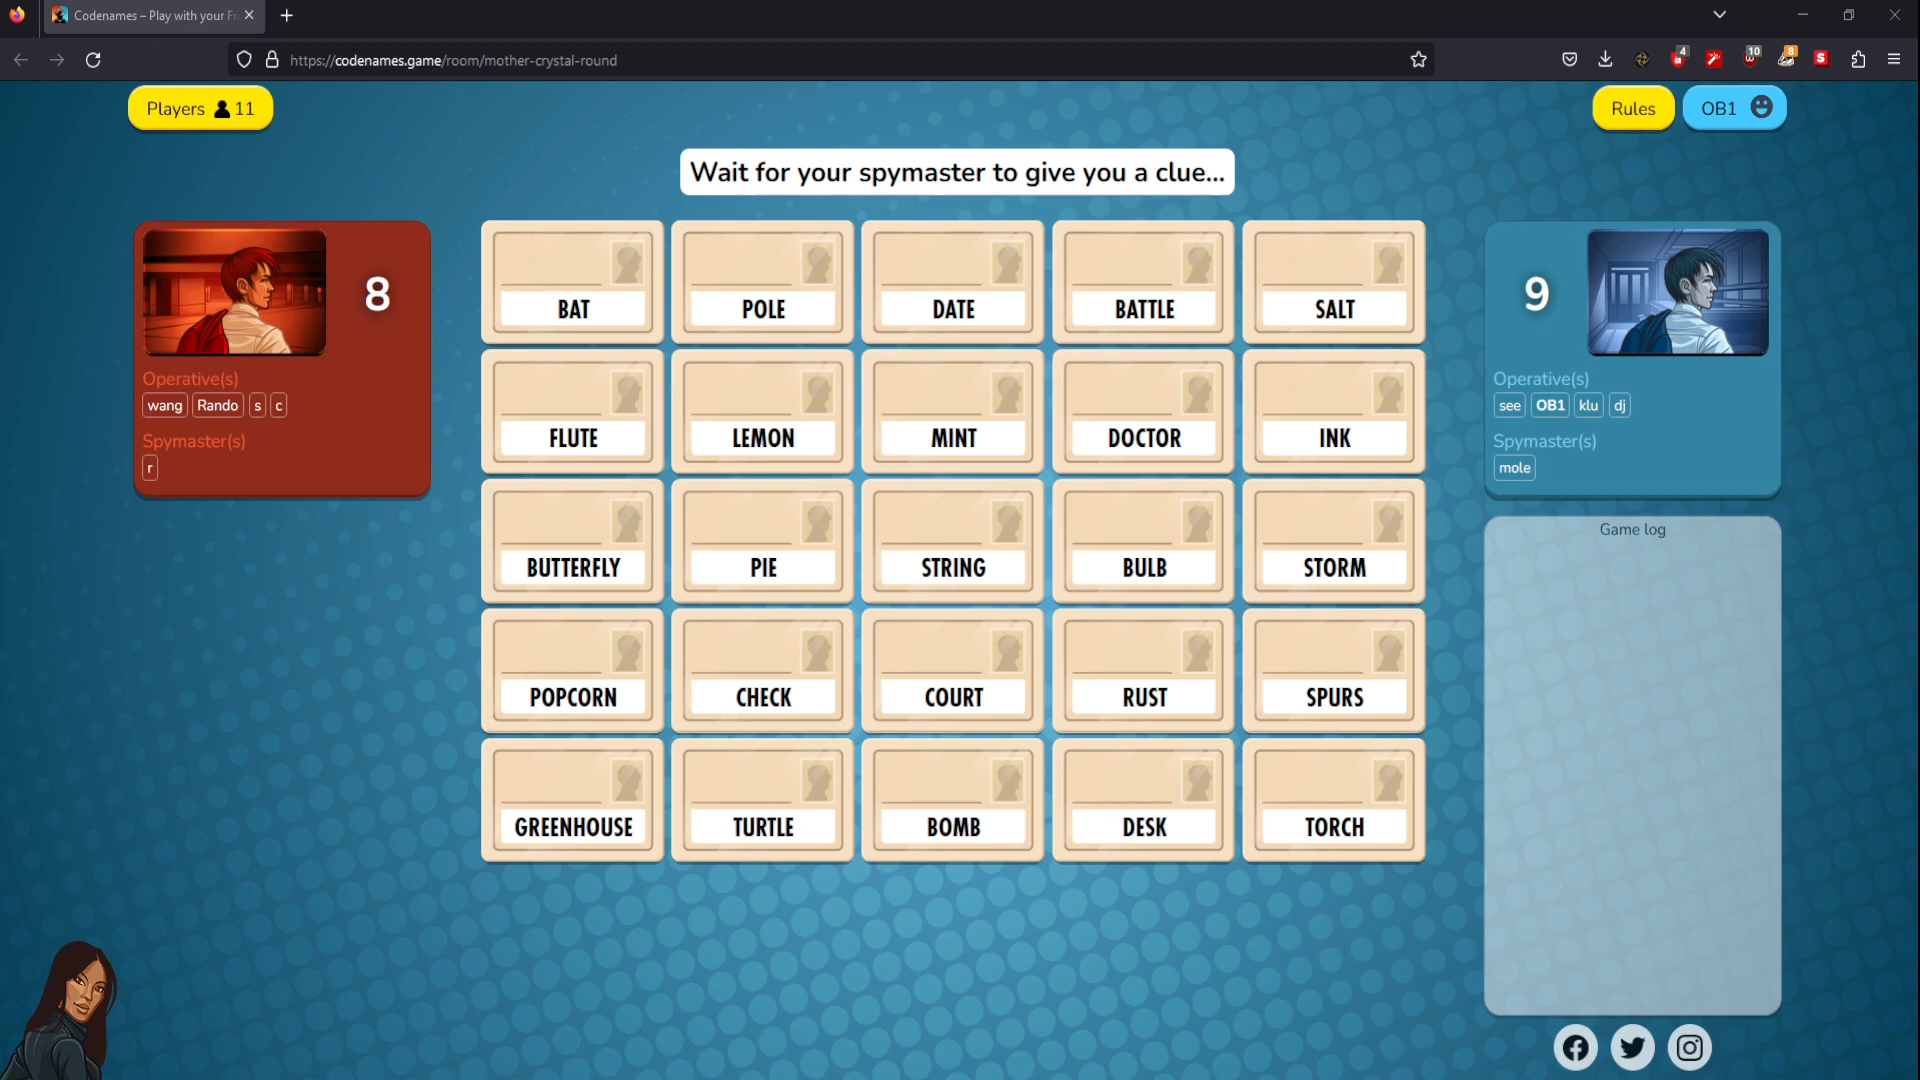 Codenames – Play with your Fr
https://codenames.game/room/mother-crystal-round
4
10
8
S
Players 11
Rules
OB1
Wait for your spymaster to give you a clue...
8
Operative(s)
wang Rando s c
Spymaster(s)
r
BAT POLE DATE BATTLE SALT
FLUTE LEMON MINT DOCTOR INK
BUTTERFLY PIE STRING BULB STORM
POPCORN CHECK COURT RUST SPURS
GREENHOUSE TURTLE BOMB DESK TORCH
9
Operative(s)
see OB1 klu dj
Spymaster(s)
mole
Game log